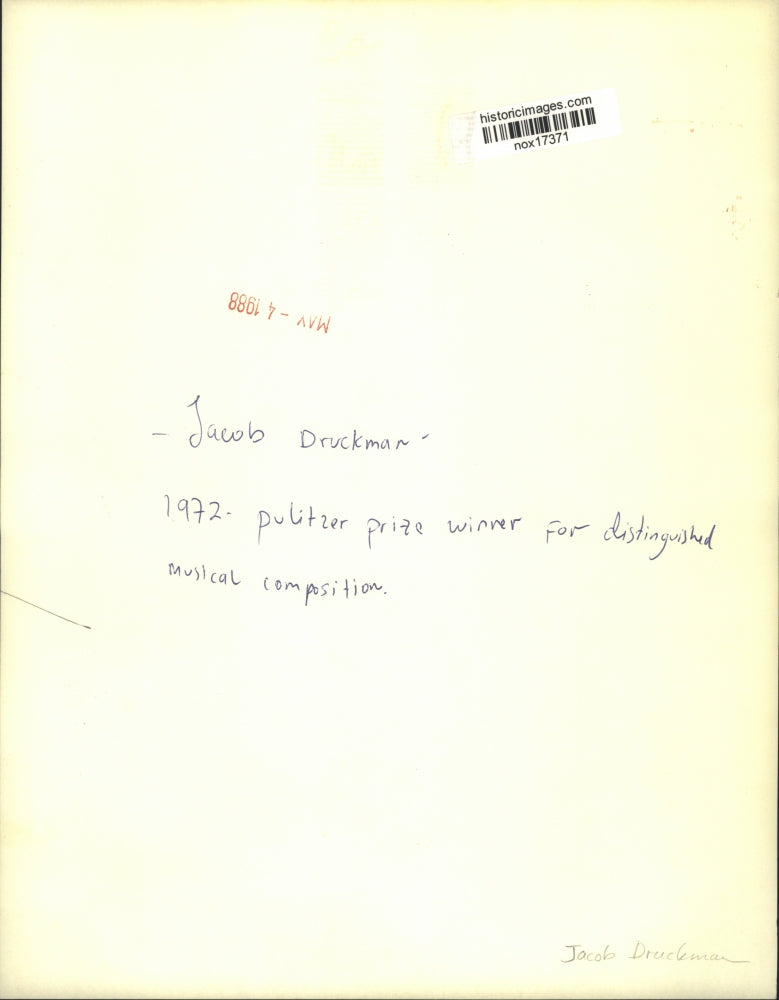 historicimages.com
nox17371
MAY - 4 1988
- Jacob Druckman -
1972- pulitzer prize winner For distinguished
musical composition.
Jacob Druckman